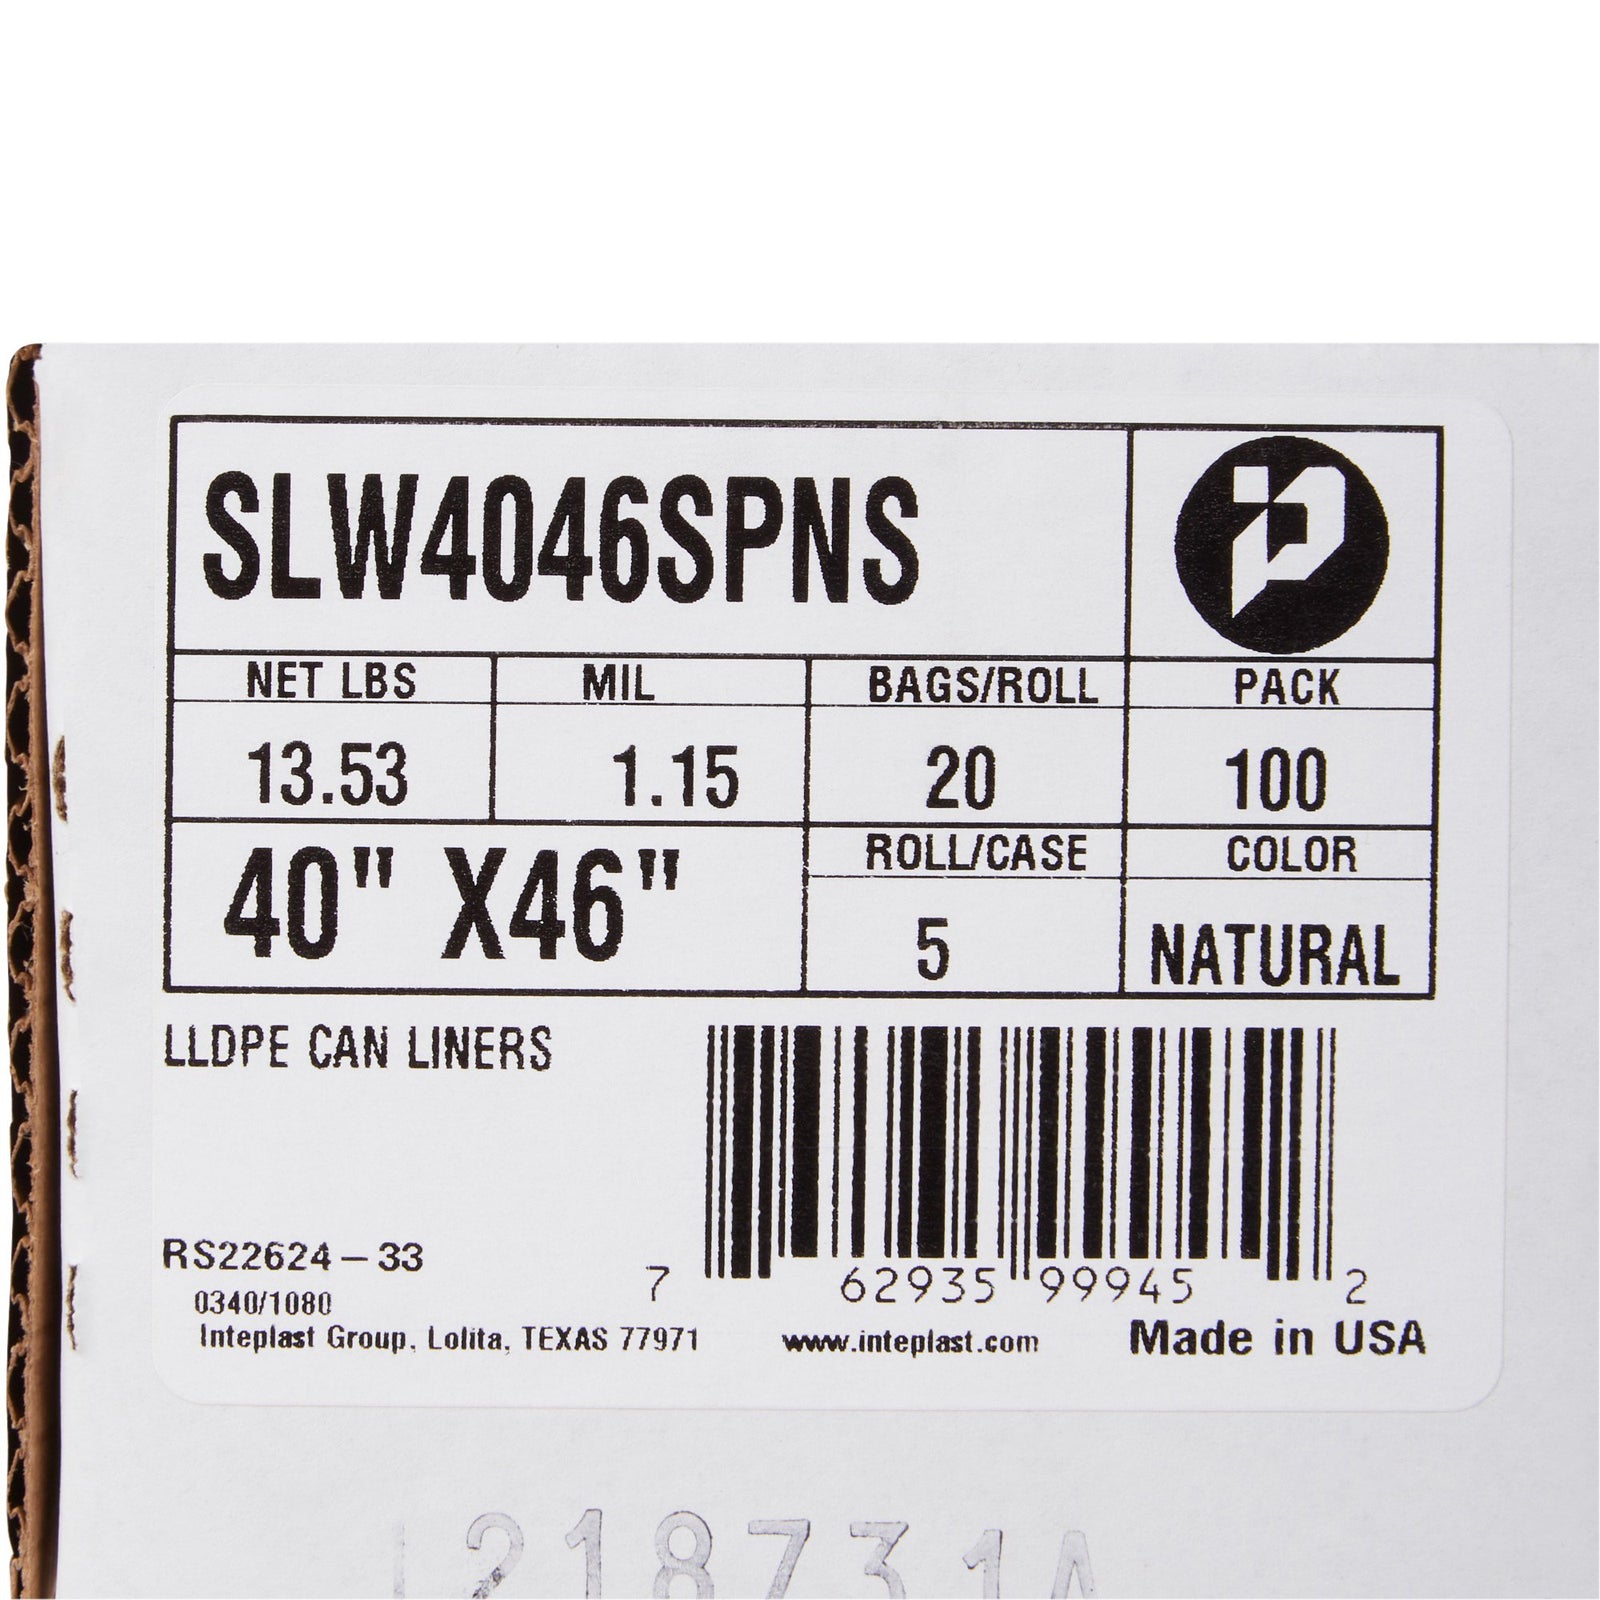 SLW4046SPNS
NET LBS MIL BAGS/ROLL PACK
13.53 1.15 20 100
40" X46"
ROLL/CASE COLOR
5 NATURAL
LLDPE CAN LINERS
RS22624-33
7 62935 99945 2
0340/1080
Inteplast Group, Lolita, TEXAS 77971 www.inteplast.com Made in USA